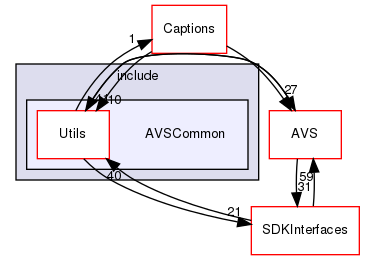 Captions
1
include
27
110
Utils
AVSCommon
AVS
40
59
31
21
SDKInterfaces